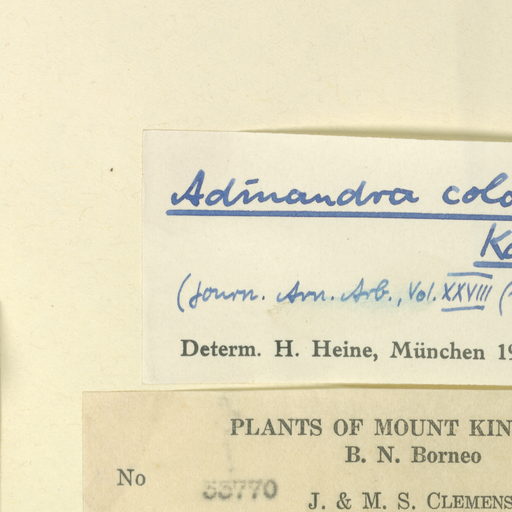 Adinandra colo
Ko
(Journ. Arn. Arb., Vol. XXVIII (
Determ. H. Heine, München 19
PLANTS OF MOUNT KIN
B. N. Borneo
No 53770
J. & M. S. CLEMENS